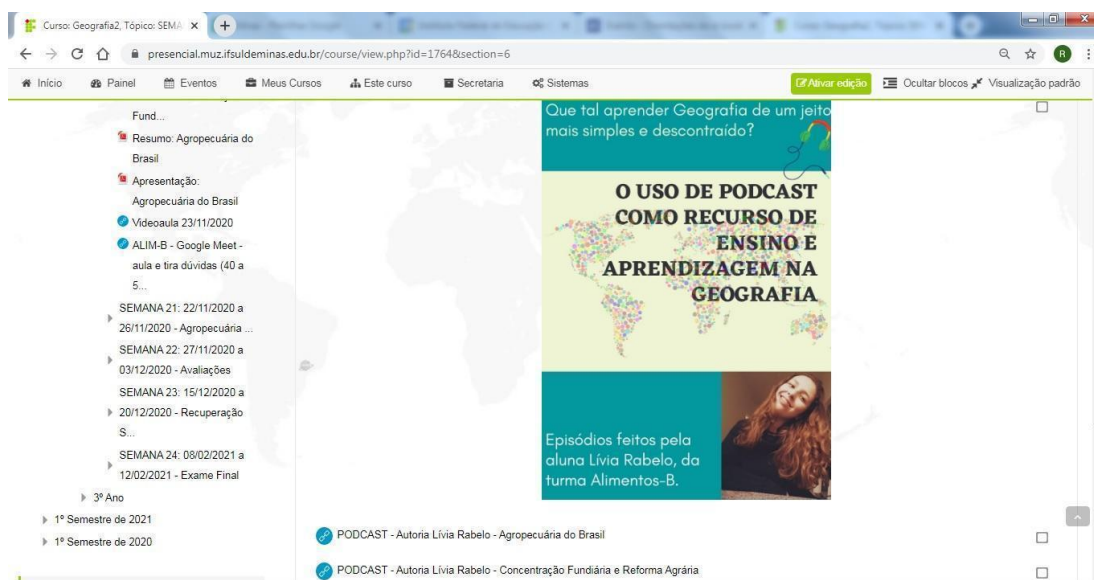 Curso: Geografia2, Tópico: SEMA
presencial.muz.ifsuldeminas.edu.br/course/view.php?id=1764&section=6
R
Início Painel Eventos Meus Cursos Este curso Secretaria Sistemas Ativar edição Ocultar blocos Visualização padrão
Fund...
Resumo: Agropecuária do
Brasil
Apresentação:
Agropecuária do Brasil
Videoaula 23/11/2020
ALIM-B - Google Meet -
aula e tira dúvidas (40 a
5...
SEMANA 21: 22/11/2020 a
26/11/2020 - Agropecuária ...
SEMANA 22: 27/11/2020 a
03/12/2020 - Avaliações
SEMANA 23: 15/12/2020 a
20/12/2020 - Recuperação
S...
SEMANA 24: 08/02/2021 a
12/02/2021 - Exame Final
3º Ano
1º Semestre de 2021
1º Semestre de 2020
Que tal aprender Geografia de um jeito
mais simples e descontraído?
O USO DE PODCAST
COMO RECURSO DE
ENSINO E
APRENDIZAGEM NA
GEOGRAFIA
Episódios feitos pela
aluna Lívia Rabelo, da
turma Alimentos-B.
PODCAST - Autoria Lívia Rabelo - Agropecuária do Brasil
PODCAST - Autoria Lívia Rabelo - Concentração Fundiária e Reforma Agrária